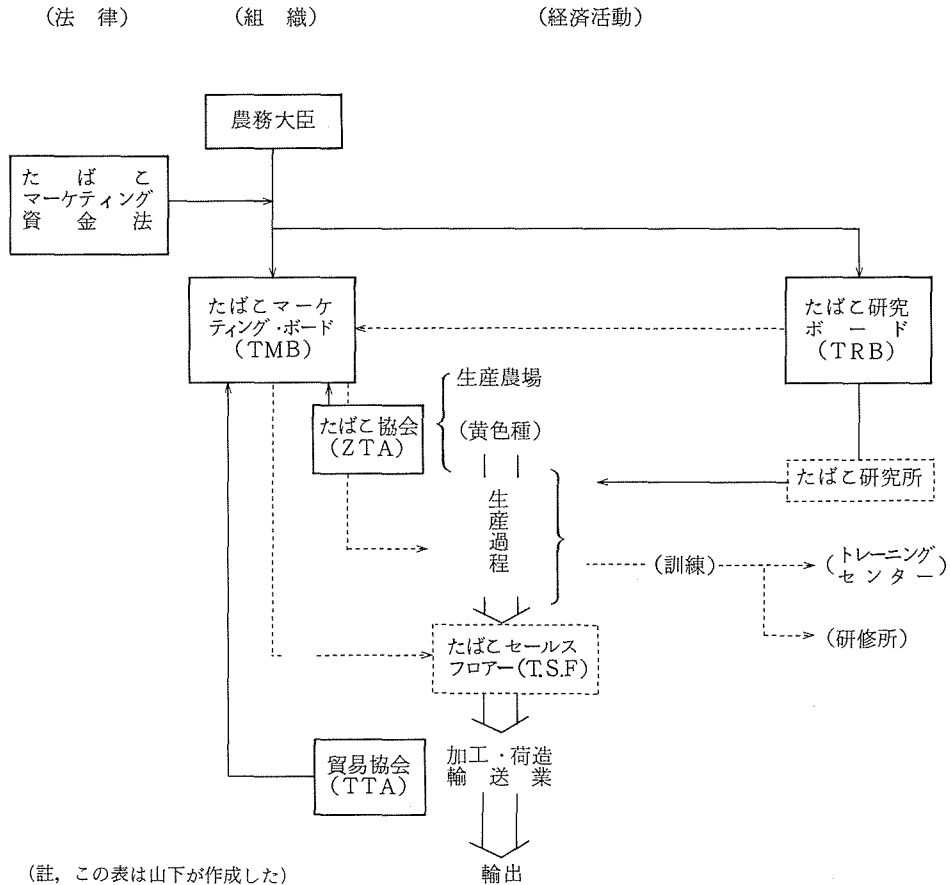 (法 律)
(組 織)
(経済活動)
農務大臣
たばこ
マーケティング
資金法
たばこマーケ
ティング・ボード
(TMB)
たばこ研究
ボード
(TRB)
生産農場
たばこ協会
(ZTA)
(黄色種)
たばこ研究所
生産過程
(訓練)
(トレーニング
センター)
(研修所)
たばこセールス
フロアー(T.S.F)
貿易協会
(TTA)
加工・荷造
輸送業
輸出
(註,この表は山下が作成した)